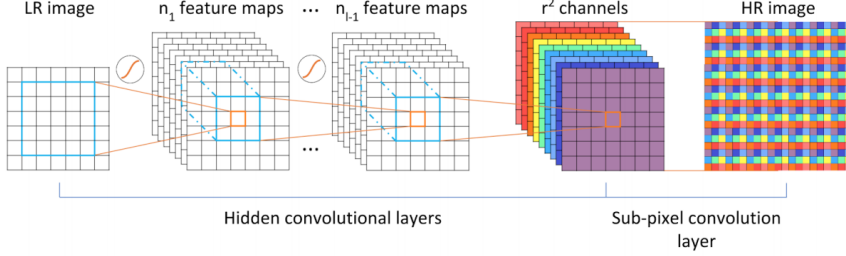 LR image
n1 feature maps
...
nl-1 feature maps
r² channels
HR image
...
Hidden convolutional layers
Sub-pixel convolution
layer